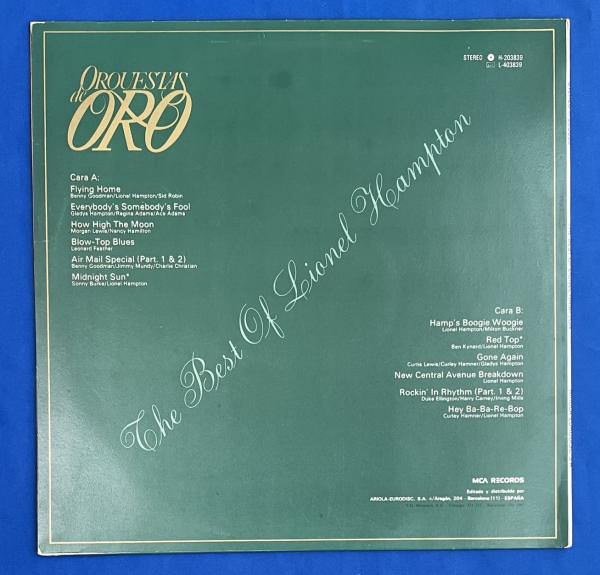 ORQUESTAS
de ORO
STEREO H-203839
L-403839
The Best Of Lionel Hampton
Cara A:
Flying Home
Benny Goodman/Lionel Hampton/Sid Robin
Everybody's Somebody's Fool
Gladys Hampton/Regina Adams/Ace Adams
How High The Moon
Morgan Lewis/Nancy Hamilton
Blow-Top Blues
Leonard Feather
Air Mail Special (Part. 1 & 2)
Benny Goodman/Jimmy Mundy/Charlie Christian
Midnight Sun*
Sonny Burke/Lionel Hampton
Cara B:
Hamp's Boogie Woogie
Lionel Hampton/Milton Buckner
Red Top*
Ben Kynard/Lionel Hampton
Gone Again
Curtis Lewis/Curley Hamner/Gladys Hampton
New Central Avenue Breakdown
Lionel Hampton
Rockin' In Rhythm (Part. 1 & 2)
Duke Ellington/Harry Carney/Irving Mills
Hey Ba-Ba-Re-Bop
Curley Hamner/Lionel Hampton
MCA RECORDS
Editado y distribuido por
ARIOLA-EURODISC, S.A. c/Aragón, 204 - Barcelona (11) - ESPAÑA